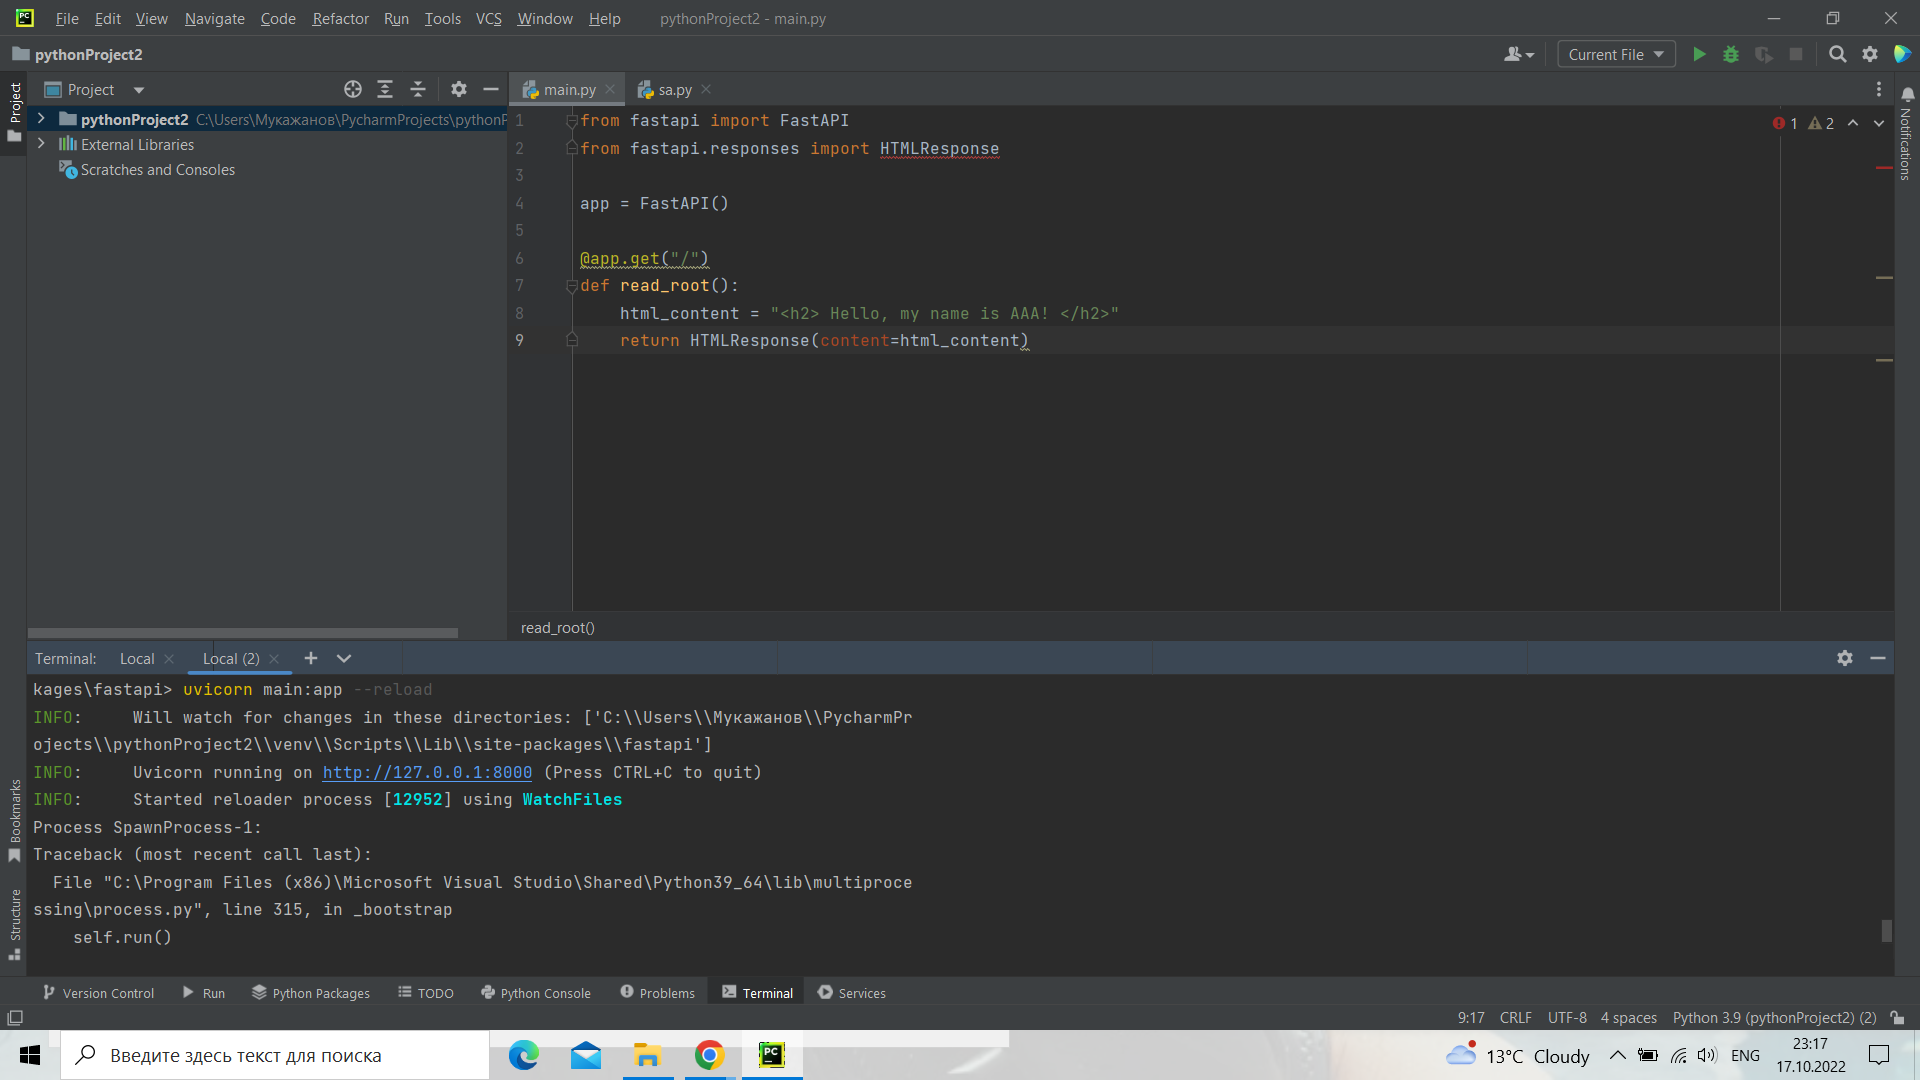 PC
File Edit View Navigate Code Refactor Run Tools VCS Window Help pythonProject2 - main.py
pythonProject2
Current File
Project
Project
main.py
sa.py
pythonProject2 C:\Users\Мукажанов\PycharmProjects\pythonP
External Libraries
Scratches and Consoles
1 from fastapi import FastAPI
2 from fastapi.responses import HTMLResponse
3
4 app = FastAPI()
5
6 @app.get("/")
7 def read_root():
8 html_content = "<h2> Hello, my name is AAA! </h2>"
9 return HTMLResponse(content=html_content)
1 2
Notifications
read_root()
Terminal: Local Local (2)
kages\fastapi> uvicorn main:app --reload
INFO: Will watch for changes in these directories: ['C:\\Users\\Мукажанов\\PycharmPr
ojects\\pythonProject2\\venv\\Scripts\\Lib\\site-packages\\fastapi']
INFO: Uvicorn running on http://127.0.0.1:8000 (Press CTRL+C to quit)
INFO: Started reloader process [12952] using WatchFiles
Process SpawnProcess-1:
Traceback (most recent call last):
File "C:\Program Files (x86)\Microsoft Visual Studio\Shared\Python39_64\lib\multiproce
ssing\process.py", line 315, in _bootstrap
self.run()
Bookmarks
Structure
Version Control Run Python Packages TODO Python Console Problems Terminal Services
9:17 CRLF UTF-8 4 spaces Python 3.9 (pythonProject2) (2)
Введите здесь текст для поиска
PC
13°C Cloudy
ENG
23:17
17.10.2022